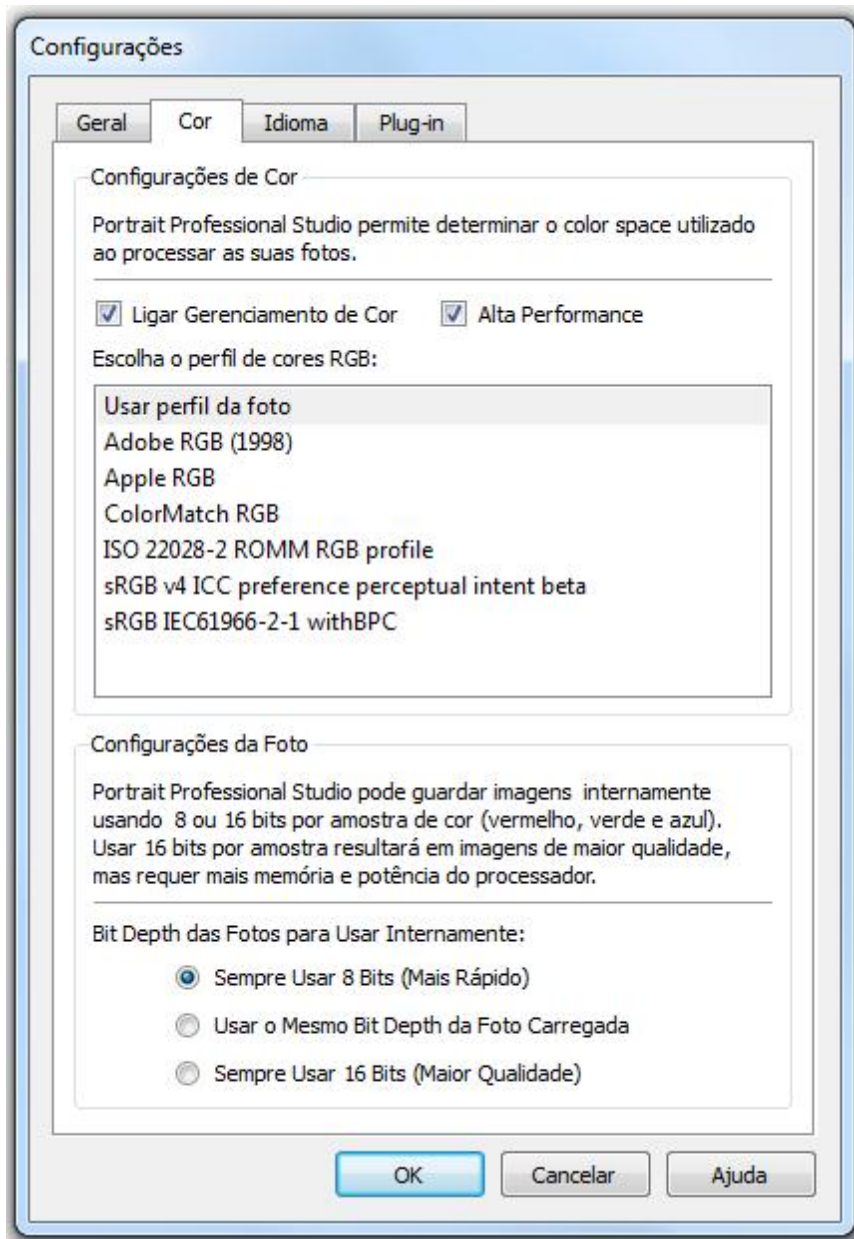 Configurações
Geral Cor Idioma Plug-in
Configurações de Cor
Portrait Professional Studio permite determinar o color space utilizado
ao processar as suas fotos.
Ligar Gerenciamento de Cor Alta Performance
Escolha o perfil de cores RGB:
Usar perfil da foto
Adobe RGB (1998)
Apple RGB
ColorMatch RGB
ISO 22028-2 ROMM RGB profile
sRGB v4 ICC preference perceptual intent beta
sRGB IEC61966-2-1 withBPC
Configurações da Foto
Portrait Professional Studio pode guardar imagens internamente
usando 8 ou 16 bits por amostra de cor (vermelho, verde e azul).
Usar 16 bits por amostra resultará em imagens de maior qualidade,
mas requer mais memória e potência do processador.
Bit Depth das Fotos para Usar Internamente:
Sempre Usar 8 Bits (Mais Rápido)
Usar o Mesmo Bit Depth da Foto Carregada
Sempre Usar 16 Bits (Maior Qualidade)
OK Cancelar Ajuda